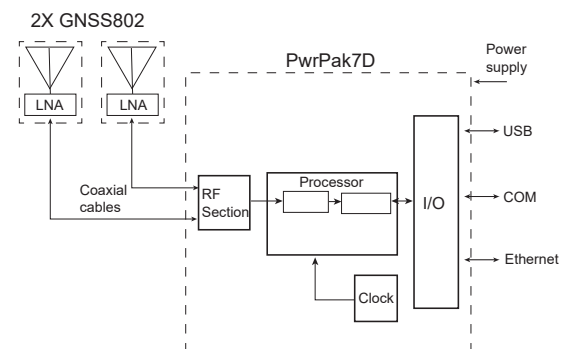 2X GNSS802
LNA
LNA
PwrPak7D
Power
supply
Coaxial
cables
RF
Section
Processor
I/O
Clock
USB
COM
Ethernet